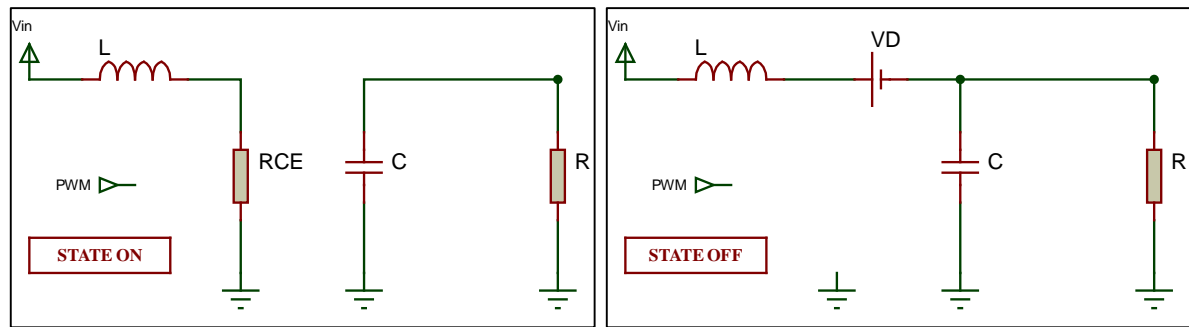 Vin
L
RCE
C
R
PWM
STATE ON
Vin
L
VD
C
R
PWM
STATE OFF